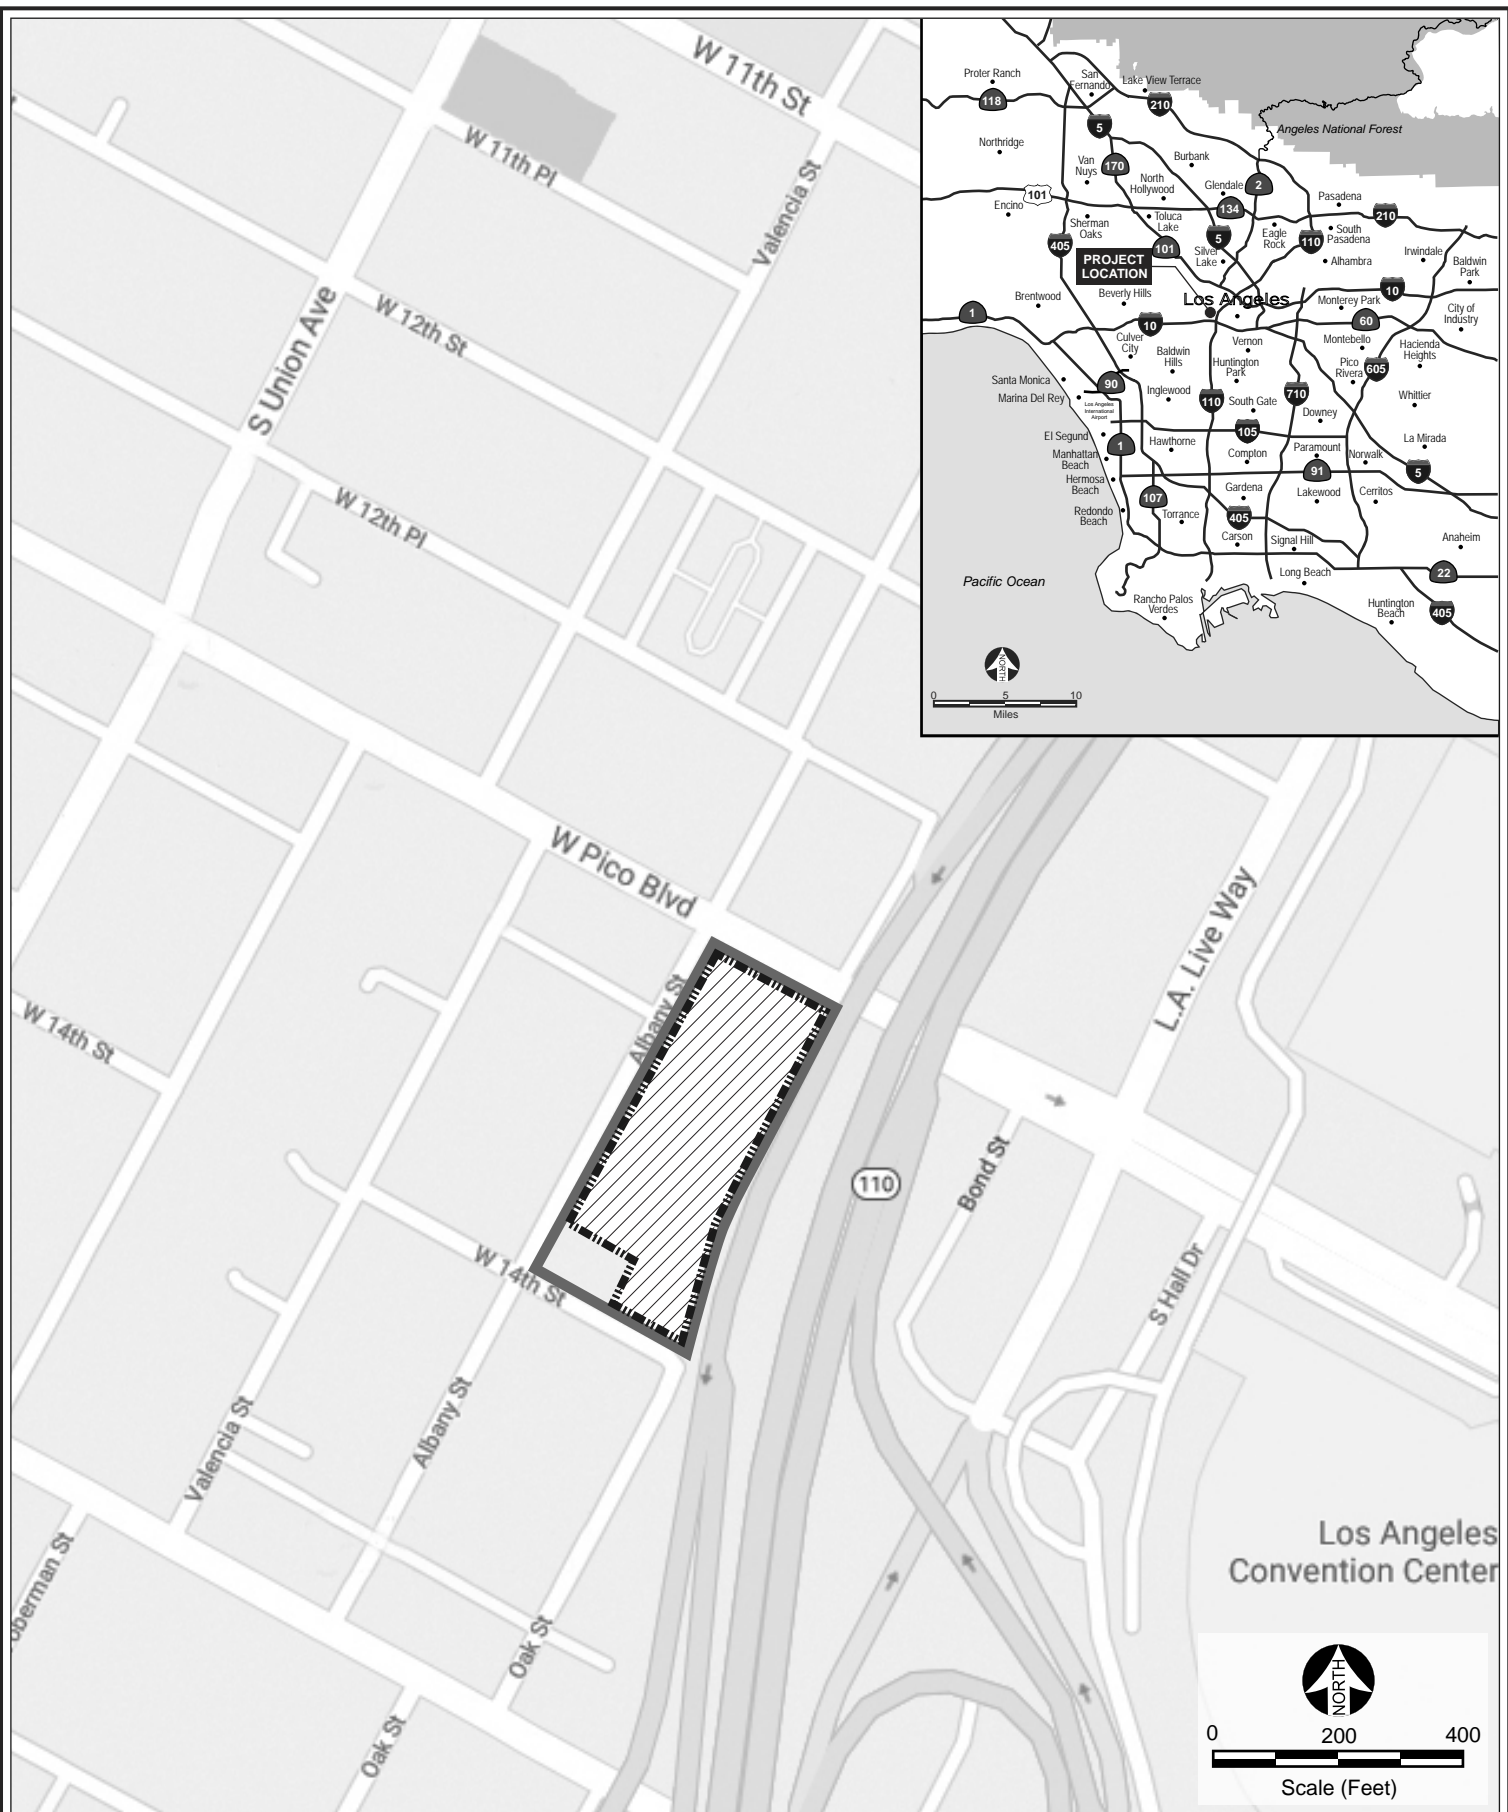 W 11th St
W 11th Pl
Valencia St
S Union Ave
W 12th St
W 12th Pl
W Pico Blvd
Albany St
W 14th St
W 14th St
Valencia St
Albany St
Oak St
Oak St
oberman St
110
L.A. Live Way
Bond St
S Hall Dr
Los Angeles
Convention Center
NORTH
0 200 400
Scale (Feet)
Proter Ranch
San
Fernando
Lake View Terrace
118
210
5
Angeles National Forest
Northridge
Van
Nuys
170
Burbank
North
Hollywood
Glendale
2
Pasadena
101
Encino
134
210
Sherman
Oaks
Toluca
Lake
405
101
5
Eagle
Rock
110
South
Pasadena
Silver
Lake
Irwindale
Alhambra
Baldwin
Park
PROJECT
LOCATION
Brentwood
Beverly Hills
Los Angeles
Monterey Park
10
City of
Industry
1
10
60
Culver
City
Baldwin
Hills
Vernon
Montebello
Hacienda
Heights
Huntington
Park
Pico
Rivera
605
Santa Monica
90
Marina Del Rey
Los Angeles
International
Airport
Inglewood
110
South Gate
710
Downey
Whittier
El Segund
1
Hawthorne
105
La Mirada
Manhattan
Beach
Compton
Paramount
Norwalk
91
5
Hermosa
Beach
107
Gardena
Lakewood
Cerritos
Redondo
Beach
Torrance
405
Carson
Signal Hill
Anaheim
Pacific Ocean
Long Beach
22
Rancho Palos
Verdes
Huntington
Beach
405
NORTH
0 5 10
Miles